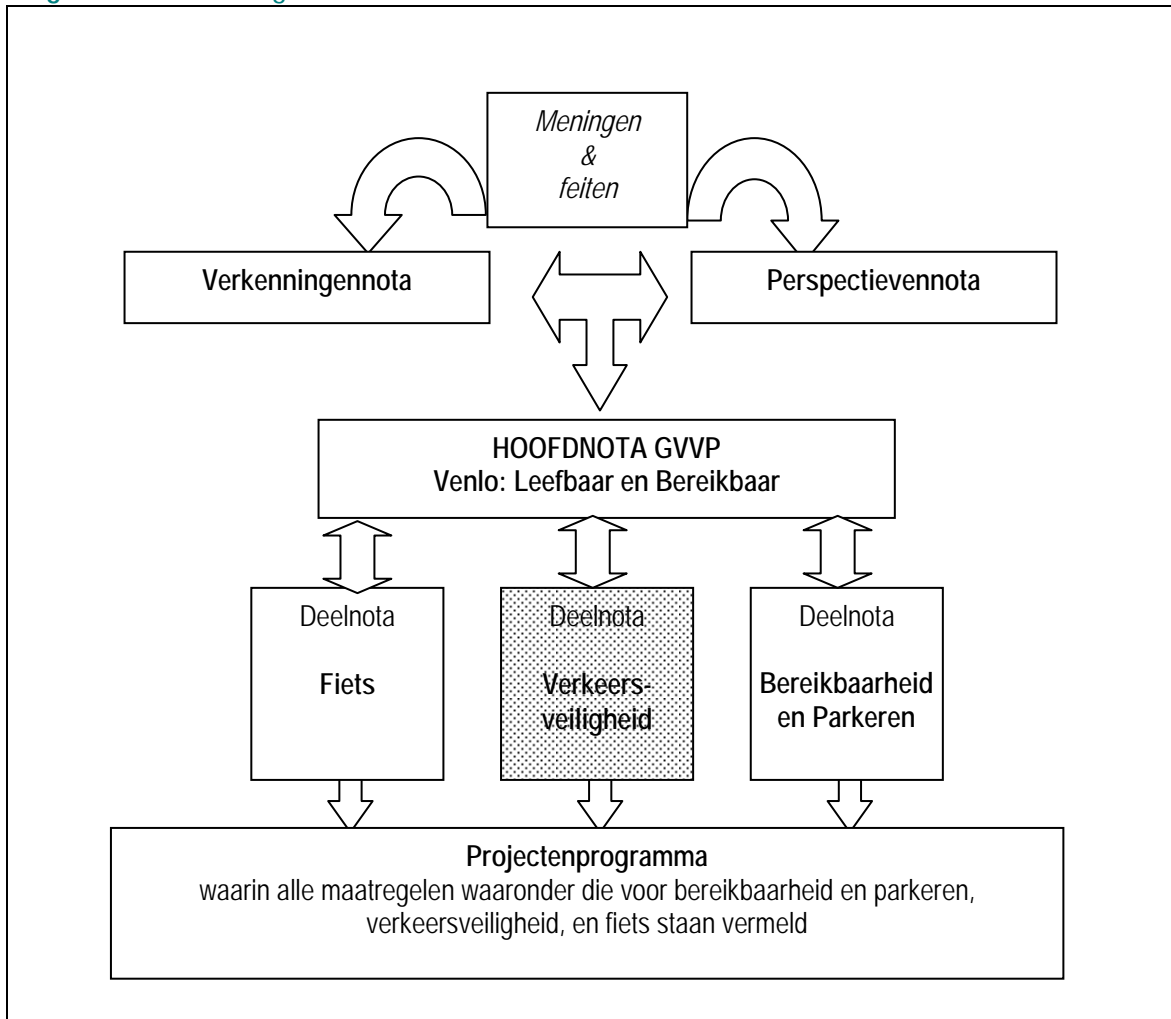 Meningen
&
feiten
Verkenningennota
Perspectievennota
HOOFDNOTA GVVP
Venlo: Leefbaar en Bereikbaar
Deelnota
Fiets
Deelnota
Verkeers-
veiligheid
Deelnota
Bereikbaarheid
en Parkeren
Projectenprogramma
waarin alle maatregelen waaronder die voor bereikbaarheid en parkeren,
verkeersveiligheid, en fiets staan vermeld